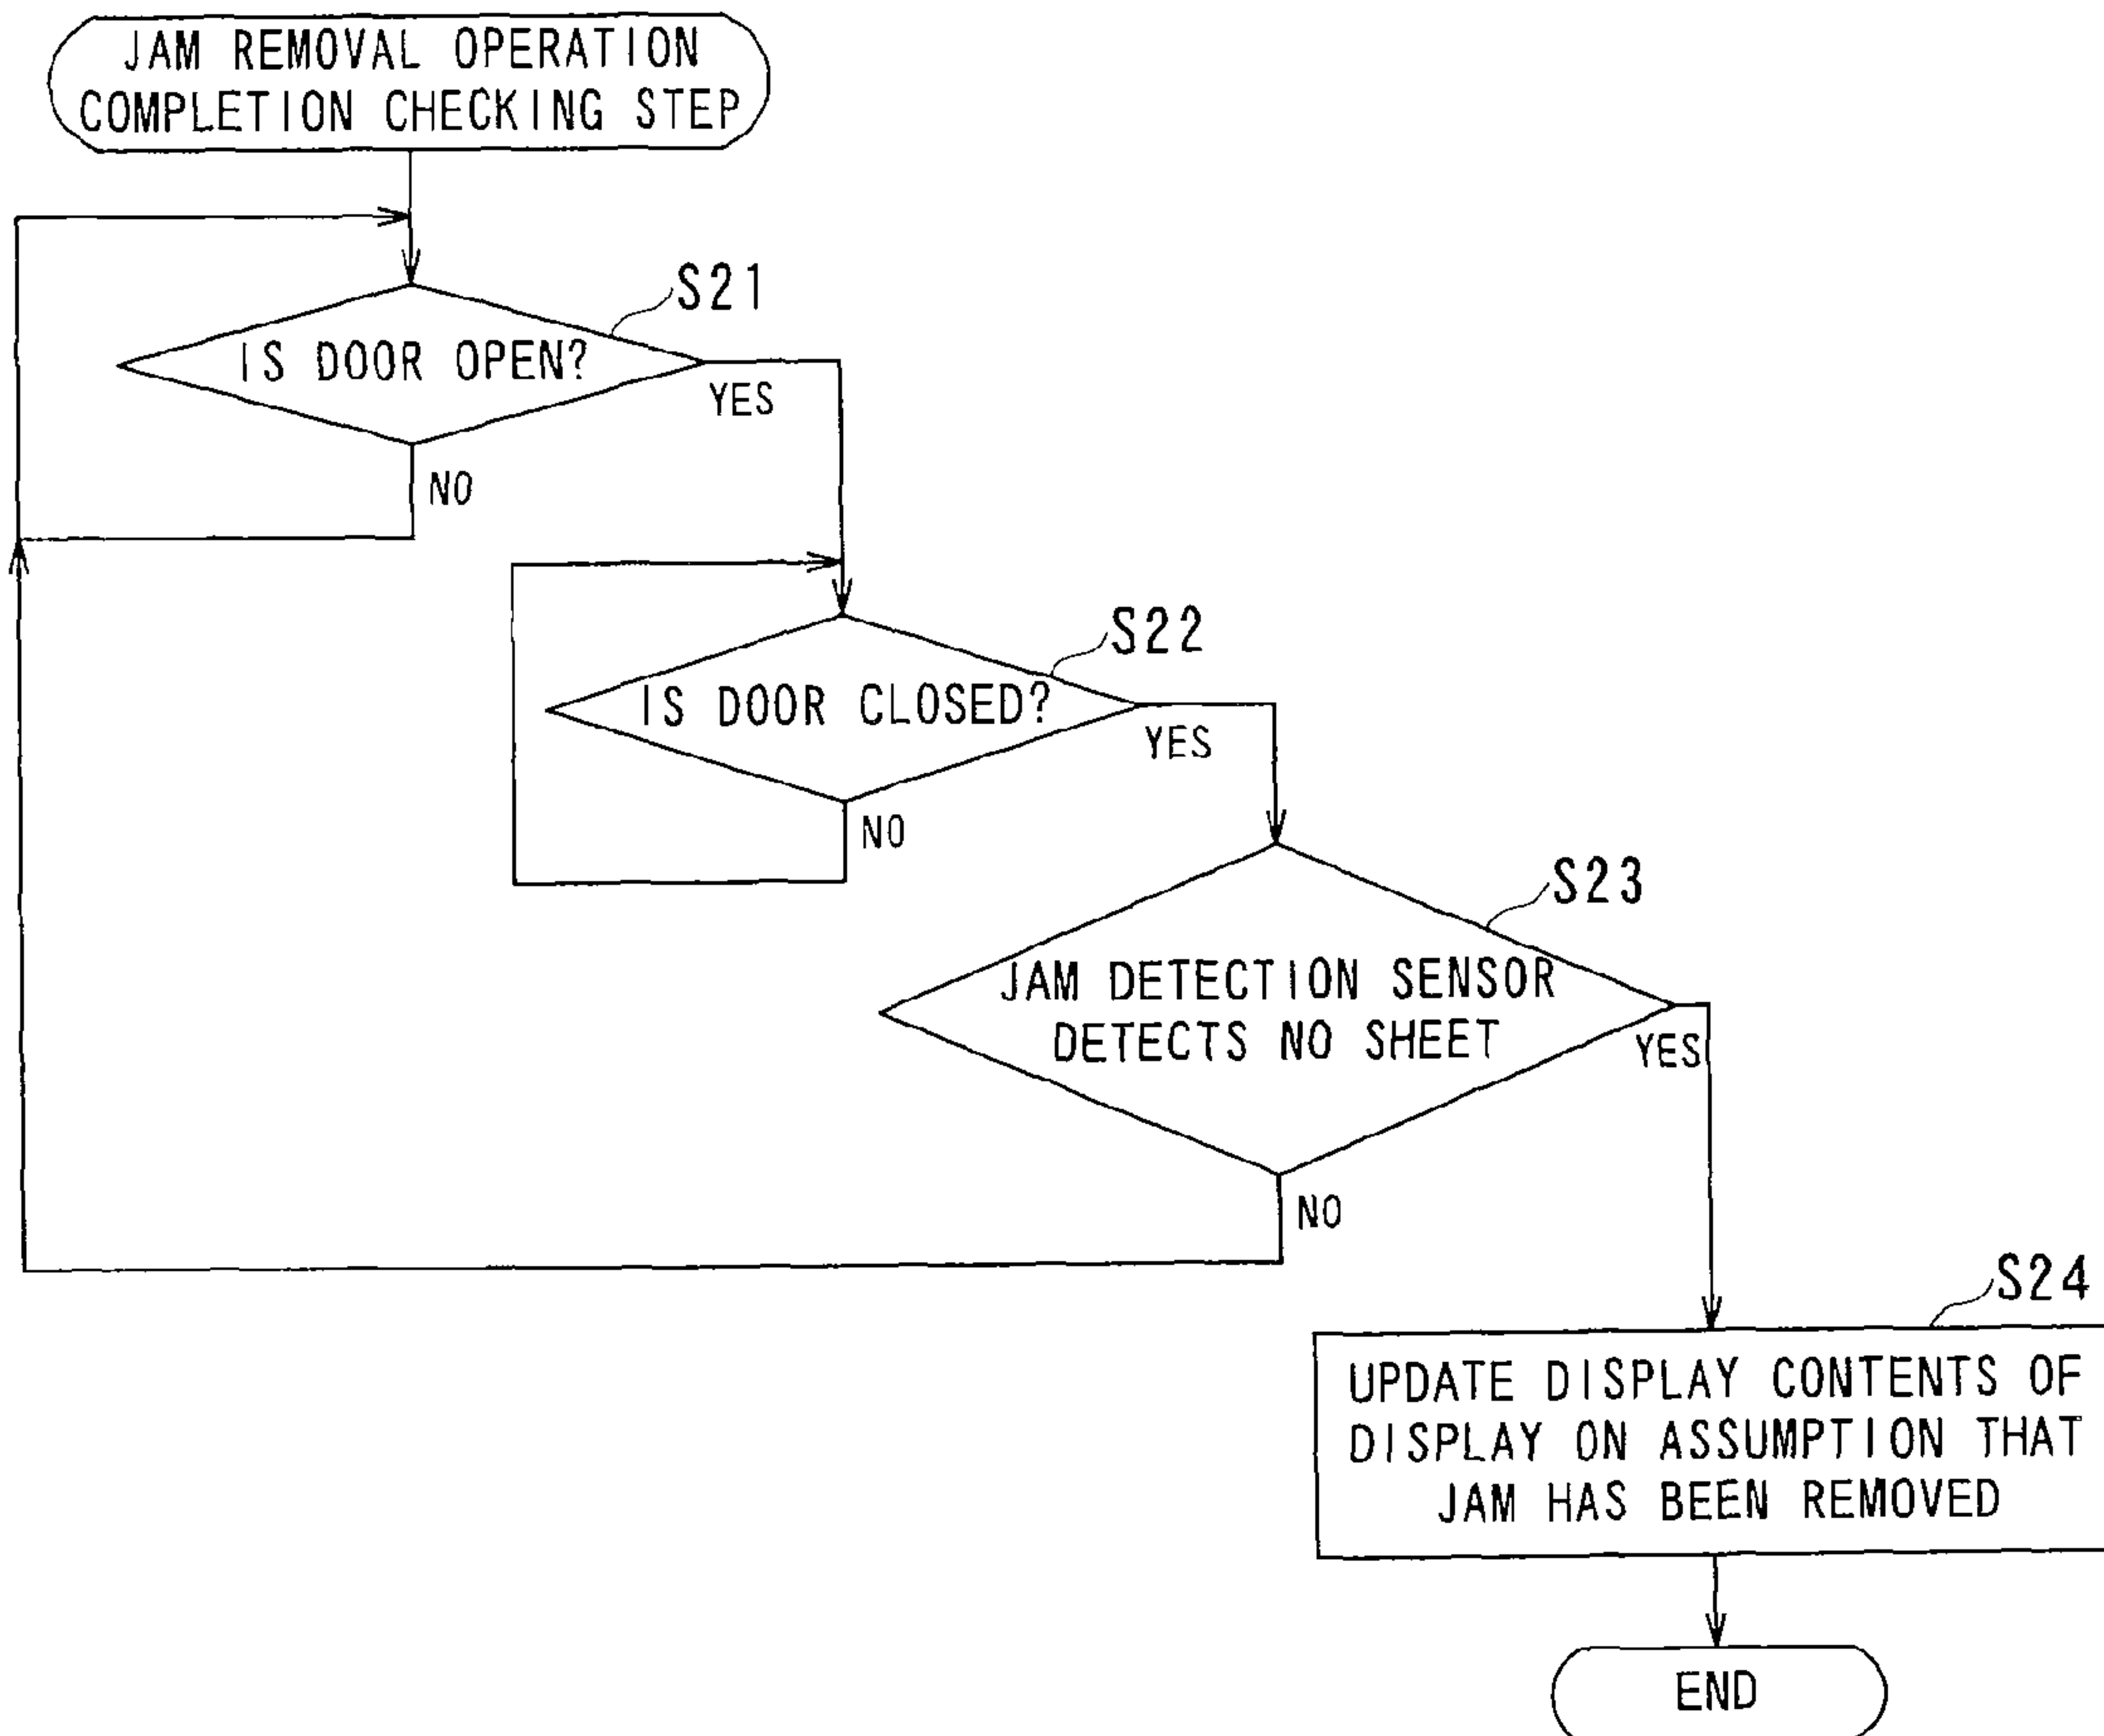 JAM REMOVAL OPERATION
COMPLETION CHECKING STEP
S21
IS DOOR OPEN?
YES
NO
S22
IS DOOR CLOSED?
YES
NO
S23
JAM DETECTION SENSOR
DETECTS NO SHEET
YES
NO
S24
UPDATE DISPLAY CONTENTS OF
DISPLAY ON ASSUMPTION THAT
JAM HAS BEEN REMOVED
END